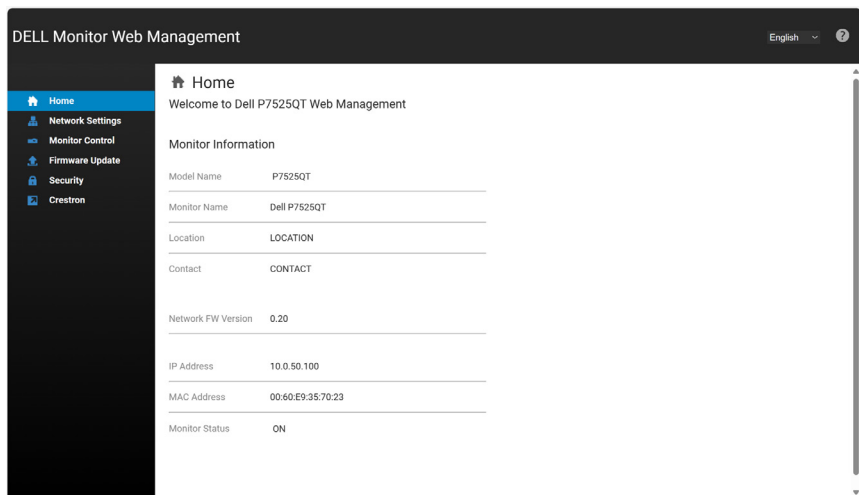 DELL Monitor Web Management
English
?
Home
Network Settings
Monitor Control
Firmware Update
Security
Crestron
Home
Welcome to Dell P7525QT Web Management
Monitor Information
Model Name P7525QT
Monitor Name Dell P7525QT
Location LOCATION
Contact CONTACT
Network FW Version 0.20
IP Address 10.0.50.100
MAC Address 00:60:E9:35:70:23
Monitor Status ON